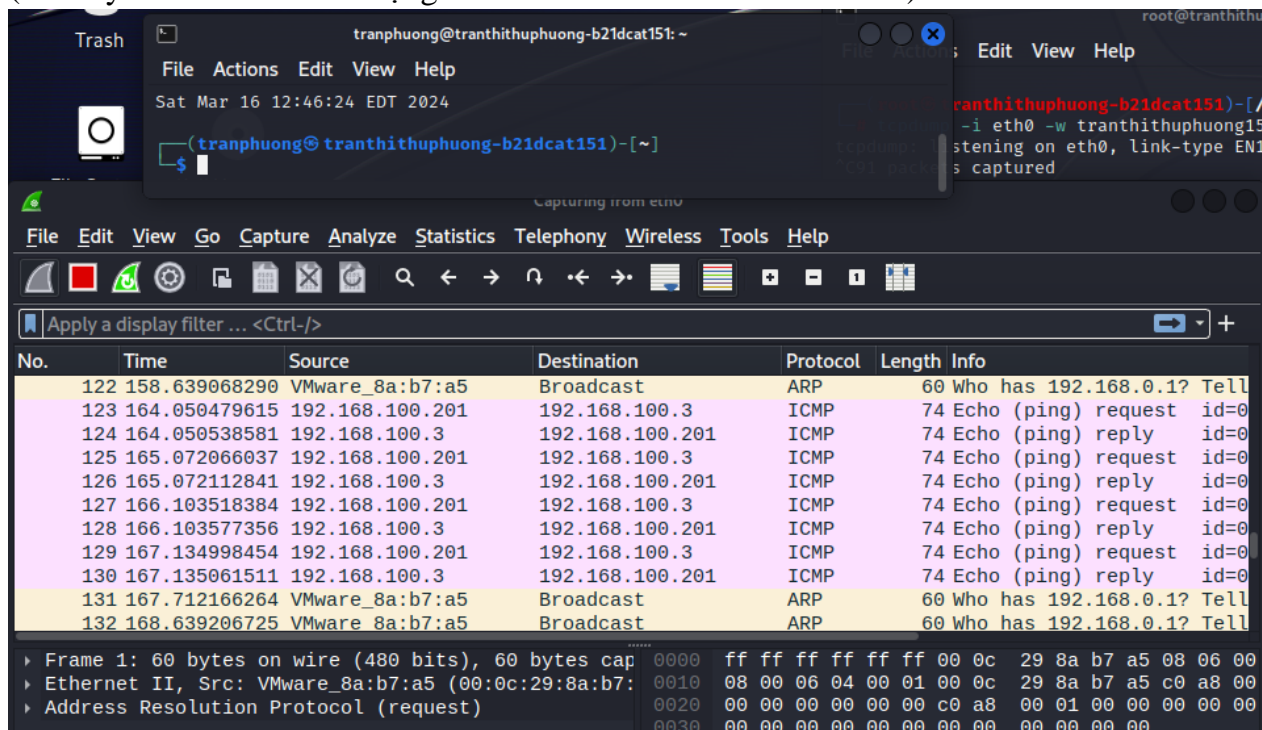 Trash
tranphuong@tranthithuphuong-b21dcat151: ~
File Actions Edit View Help
Sat Mar 16 12:46:24 EDT 2024
(tranphuong㉿tranthithuphuong-b21dcat151)-[~]
$
root@tranthithu
File Actions Edit View Help
ranthithuphuong-b21dcat151)-[/
-i eth0 -w tranthithuphuong15
tcpdump: listening on eth0, link-type EN1
^C91 packets captured
Capturing from eth0
File Edit View Go Capture Analyze Statistics Telephony Wireless Tools Help
Apply a display filter … <Ctrl-/>
No. Time Source Destination Protocol Length Info
122 158.639068290 VMware_8a:b7:a5 Broadcast ARP 60 Who has 192.168.0.1? Tell
123 164.050479615 192.168.100.201 192.168.100.3 ICMP 74 Echo (ping) request id=0
124 164.050538581 192.168.100.3 192.168.100.201 ICMP 74 Echo (ping) reply id=0
125 165.072066037 192.168.100.201 192.168.100.3 ICMP 74 Echo (ping) request id=0
126 165.072112841 192.168.100.3 192.168.100.201 ICMP 74 Echo (ping) reply id=0
127 166.103518384 192.168.100.201 192.168.100.3 ICMP 74 Echo (ping) request id=0
128 166.103577356 192.168.100.3 192.168.100.201 ICMP 74 Echo (ping) reply id=0
129 167.134998454 192.168.100.201 192.168.100.3 ICMP 74 Echo (ping) request id=0
130 167.135061511 192.168.100.3 192.168.100.201 ICMP 74 Echo (ping) reply id=0
131 167.712166264 VMware_8a:b7:a5 Broadcast ARP 60 Who has 192.168.0.1? Tell
132 168.639206725 VMware_8a:b7:a5 Broadcast ARP 60 Who has 192.168.0.1? Tell
Frame 1: 60 bytes on wire (480 bits), 60 bytes cap
Ethernet II, Src: VMware_8a:b7:a5 (00:0c:29:8a:b7:
Address Resolution Protocol (request)
0000 ff ff ff ff ff ff 00 0c 29 8a b7 a5 08 06 00
0010 08 00 06 04 00 01 00 0c 29 8a b7 a5 c0 a8 00
0020 00 00 00 00 00 00 c0 a8 00 01 00 00 00 00 00
0030 00 00 00 00 00 00 00 00 00 00 00 00